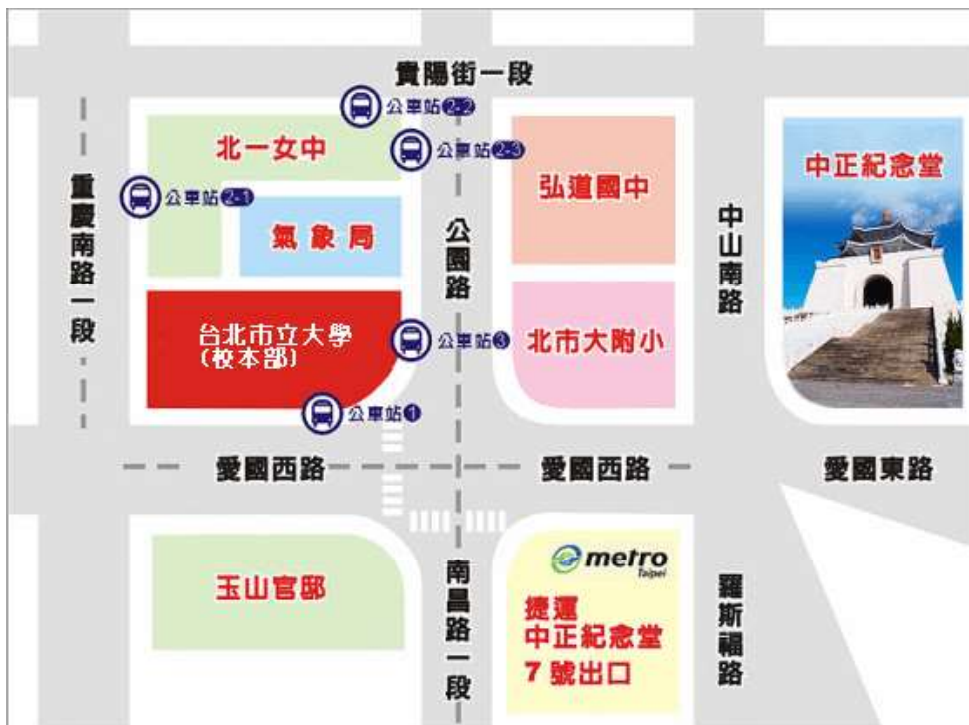 貴陽街一段
公車站2-2
北一女中
公車站2-3
弘道國中
中正紀念堂
重慶南路一段
公車站2-1
氣象局
公園路
中山南路
台北市立大學
(校本部)
公車站3
北市大附小
公車站1
愛國西路
愛國西路
愛國東路
玉山官邸
南昌路一段
metro
Taipei
捷運
中正紀念堂
7號出口
羅斯福路